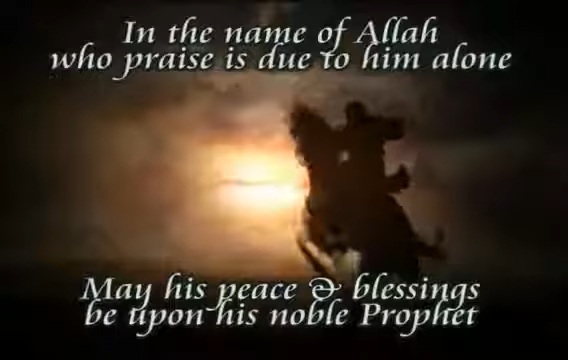 In the name of Allah
who praise is due to him alone
May his peace & blessings
be upon his noble Prophet